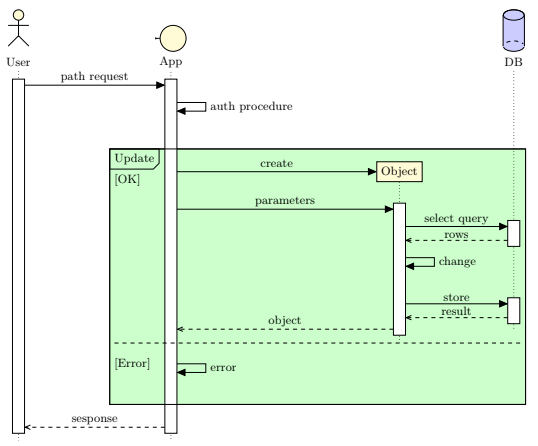 User
App
DB
path request
auth procedure
Update
[OK]
create
Object
parameters
select query
rows
change
store
result
object
[Error]
error
sesponse